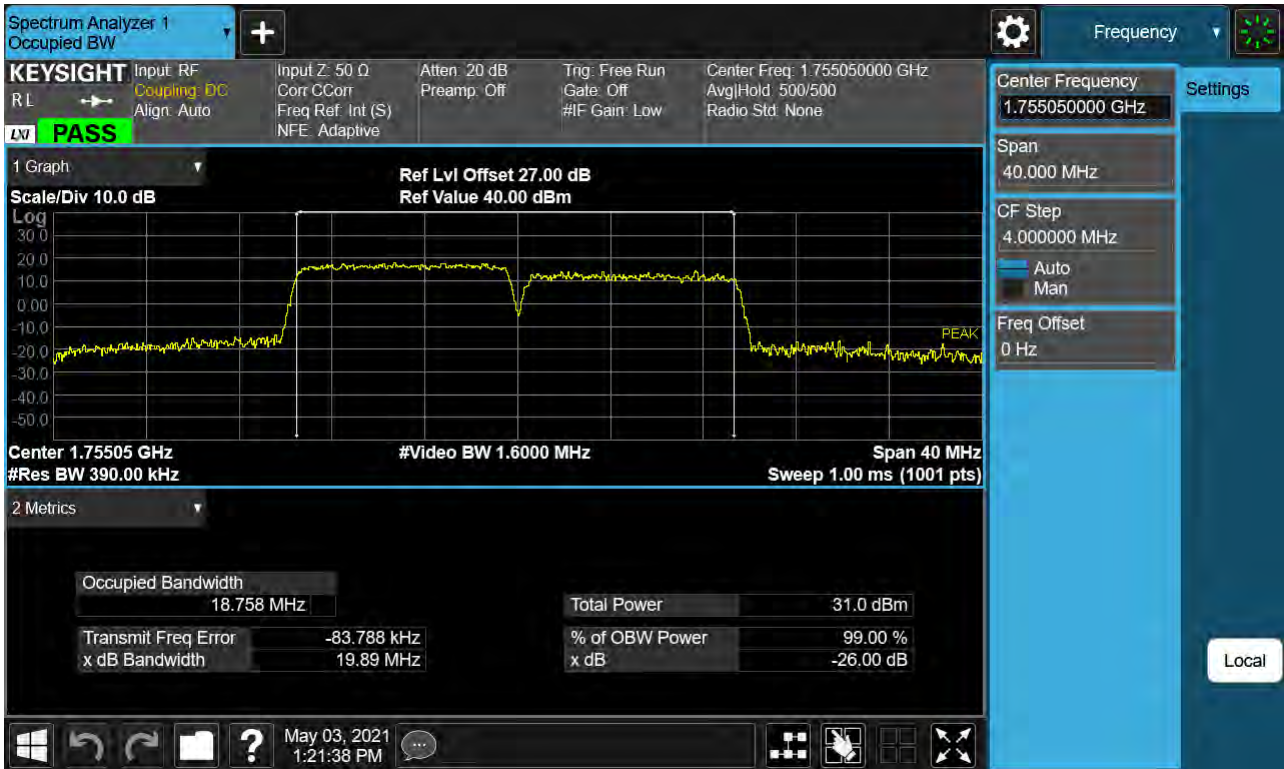 Spectrum Analyzer 1
Occupied BW
+
Frequency
KEYSIGHT
R L
LXI
PASS
Input: RF
Coupling: DC
Align: Auto
Input Z: 50 Ω
Corr CCorr
Freq Ref: Int (S)
NFE: Adaptive
Atten: 20 dB
Preamp: Off
Trig: Free Run
Gate: Off
#IF Gain: Low
Center Freq: 1.755050000 GHz
Avg|Hold: 500/500
Radio Std: None
1 Graph
Scale/Div 10.0 dB
Ref Lvl Offset 27.00 dB
Ref Value 40.00 dBm
Log
30.0
20.0
10.0
0.00
-10.0
-20.0
-30.0
-40.0
-50.0
PEAK
Center 1.75505 GHz
#Res BW 390.00 kHz
#Video BW 1.6000 MHz
Span 40 MHz
Sweep 1.00 ms (1001 pts)
2 Metrics
Occupied Bandwidth
18.758 MHz
Transmit Freq Error -83.788 kHz
x dB Bandwidth 19.89 MHz
Total Power 31.0 dBm
% of OBW Power 99.00 %
x dB -26.00 dB
Center Frequency
1.755050000 GHz
Span
40.000 MHz
CF Step
4.000000 MHz
Auto
Man
Freq Offset
0 Hz
Settings
Local
?
May 03, 2021
1:21:38 PM